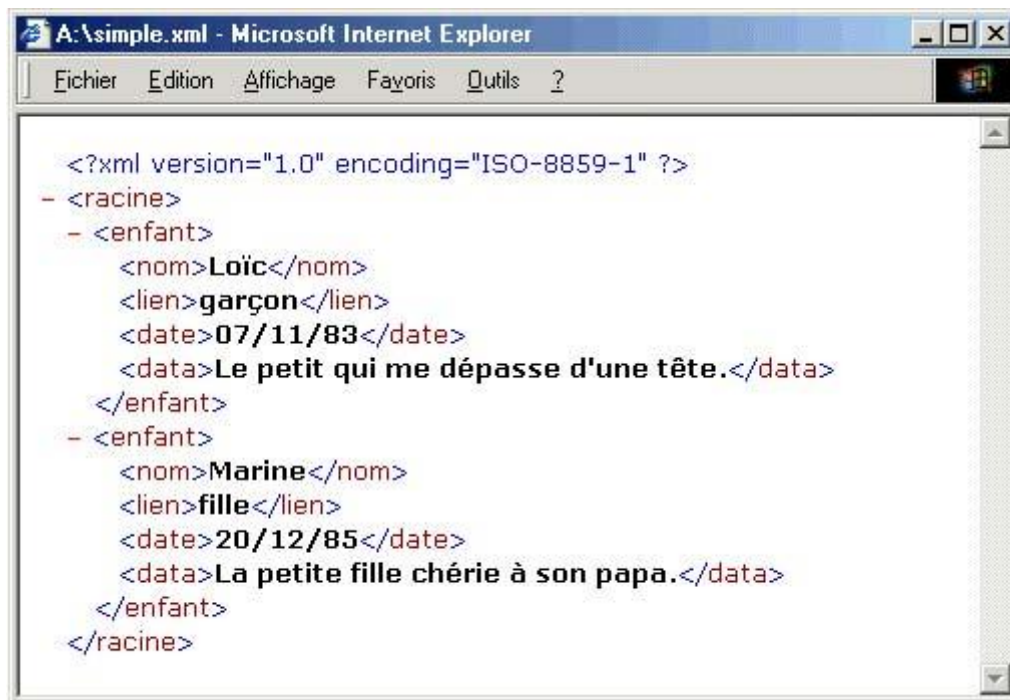 A:\simple.xml - Microsoft Internet Explorer
Fichier Edition Affichage Favoris Outils ?
<?xml version="1.0" encoding="ISO-8859-1" ?>
- <racine>
- <enfant>
<nom>Loïc</nom>
<lien>garçon</lien>
<date>07/11/83</date>
<data>Le petit qui me dépasse d'une tête.</data>
</enfant>
- <enfant>
<nom>Marine</nom>
<lien>fille</lien>
<date>20/12/85</date>
<data>La petite fille chérie à son papa.</data>
</enfant>
</racine>